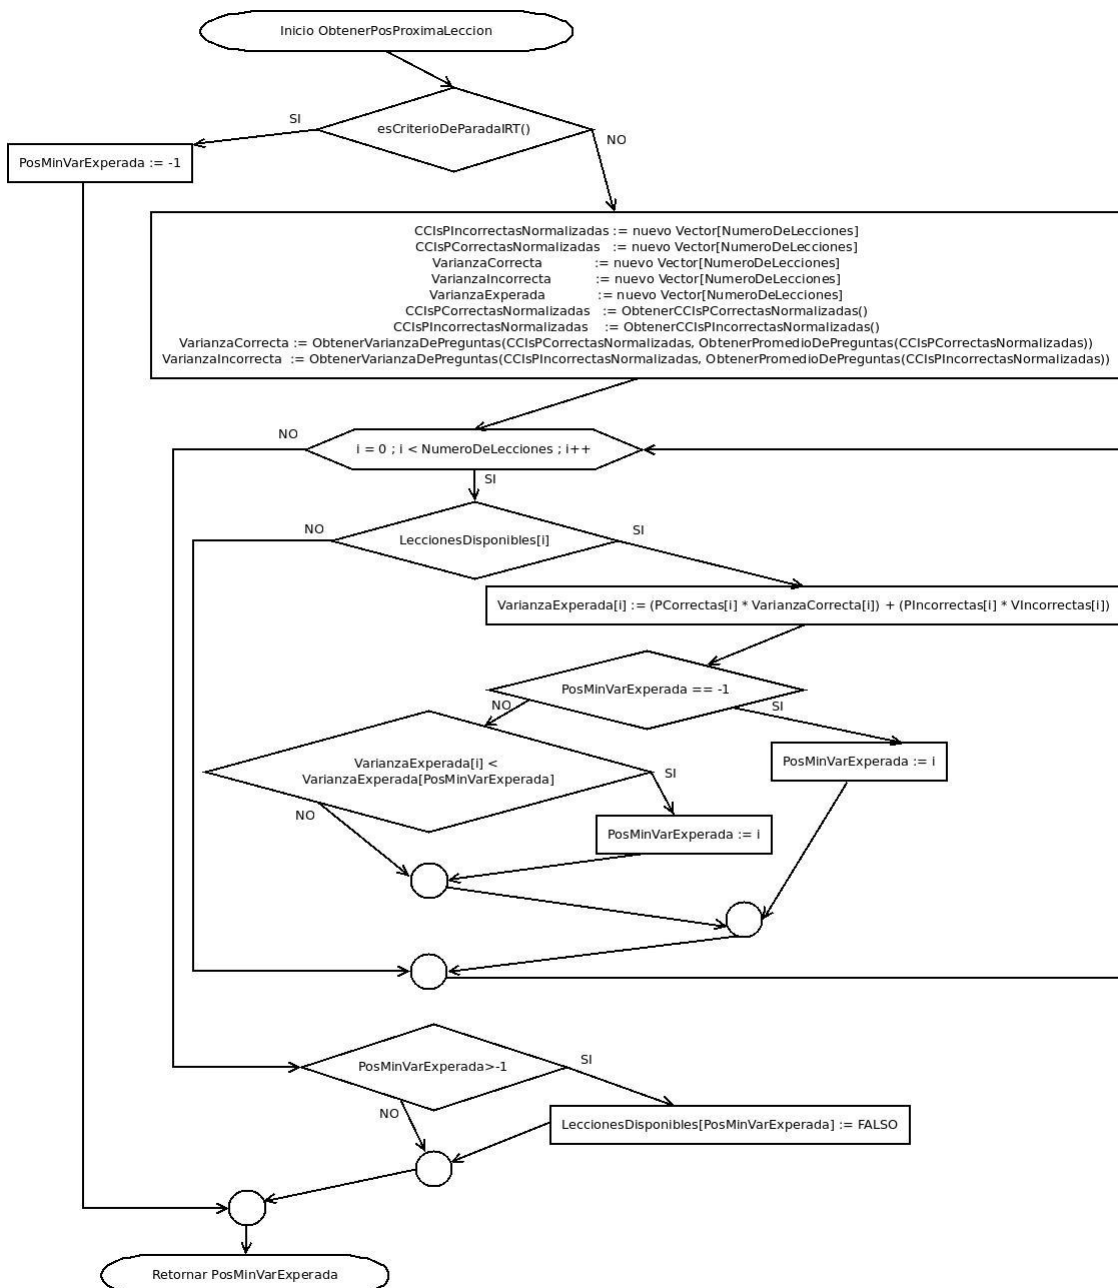 Inicio ObtenerPosProximaLeccion
SI
esCriterioDeParadaIRT()
NO
PosMinVarExperada := -1
CCIsPIncorrectasNormalizadas := nuevo Vector[NumeroDeLecciones]
CCIsPCorrectasNormalizadas := nuevo Vector[NumeroDeLecciones]
VarianzaCorrecta := nuevo Vector[NumeroDeLecciones]
VarianzaIncorrecta := nuevo Vector[NumeroDeLecciones]
VarianzaExperada := nuevo Vector[NumeroDeLecciones]
CCIsPCorrectasNormalizadas := ObtenerCCIsPCorrectasNormalizadas()
CCIsPIncorrectasNormalizadas := ObtenerCCIsPIncorrectasNormalizadas()
VarianzaCorrecta := ObtenerVarianzaDePreguntas(CCIsPCorrectasNormalizadas, ObtenerPromedioDePreguntas(CCIsPCorrectasNormalizadas))
VarianzaIncorrecta := ObtenerVarianzaDePreguntas(CCIsPIncorrectasNormalizadas, ObtenerPromedioDePreguntas(CCIsPIncorrectasNormalizadas))
NO
i = 0 ; i < NumeroDeLecciones ; i++
SI
NO
LeccionesDisponibles[i]
SI
VarianzaExperada[i] := (PCorrectas[i] * VarianzaCorrecta[i]) + (PIncorrectas[i] * VIncorrectas[i])
PosMinVarExperada == -1
NO
SI
VarianzaExperada[i] <
VarianzaExperada[PosMinVarExperada]
SI
PosMinVarExperada := i
NO
PosMinVarExperada := i
PosMinVarExperada>-1
SI
NO
LeccionesDisponibles[PosMinVarExperada] := FALSO
Retornar PosMinVarExperada